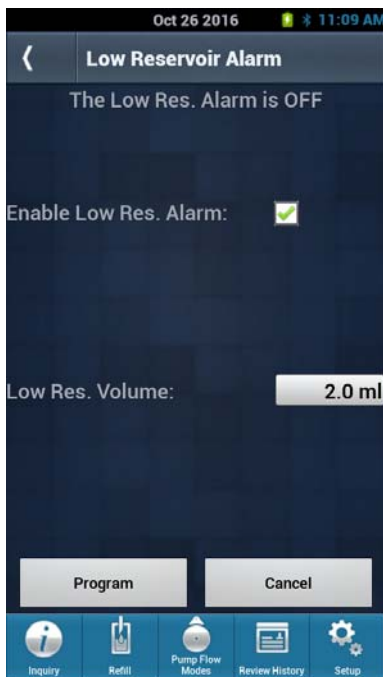 Oct 26 2016 11:09 AM
Low Reservoir Alarm
The Low Res. Alarm is OFF
Enable Low Res. Alarm:
Low Res. Volume: 2.0 ml
Program Cancel
Inquiry Refill Pump Flow Modes Review History Setup